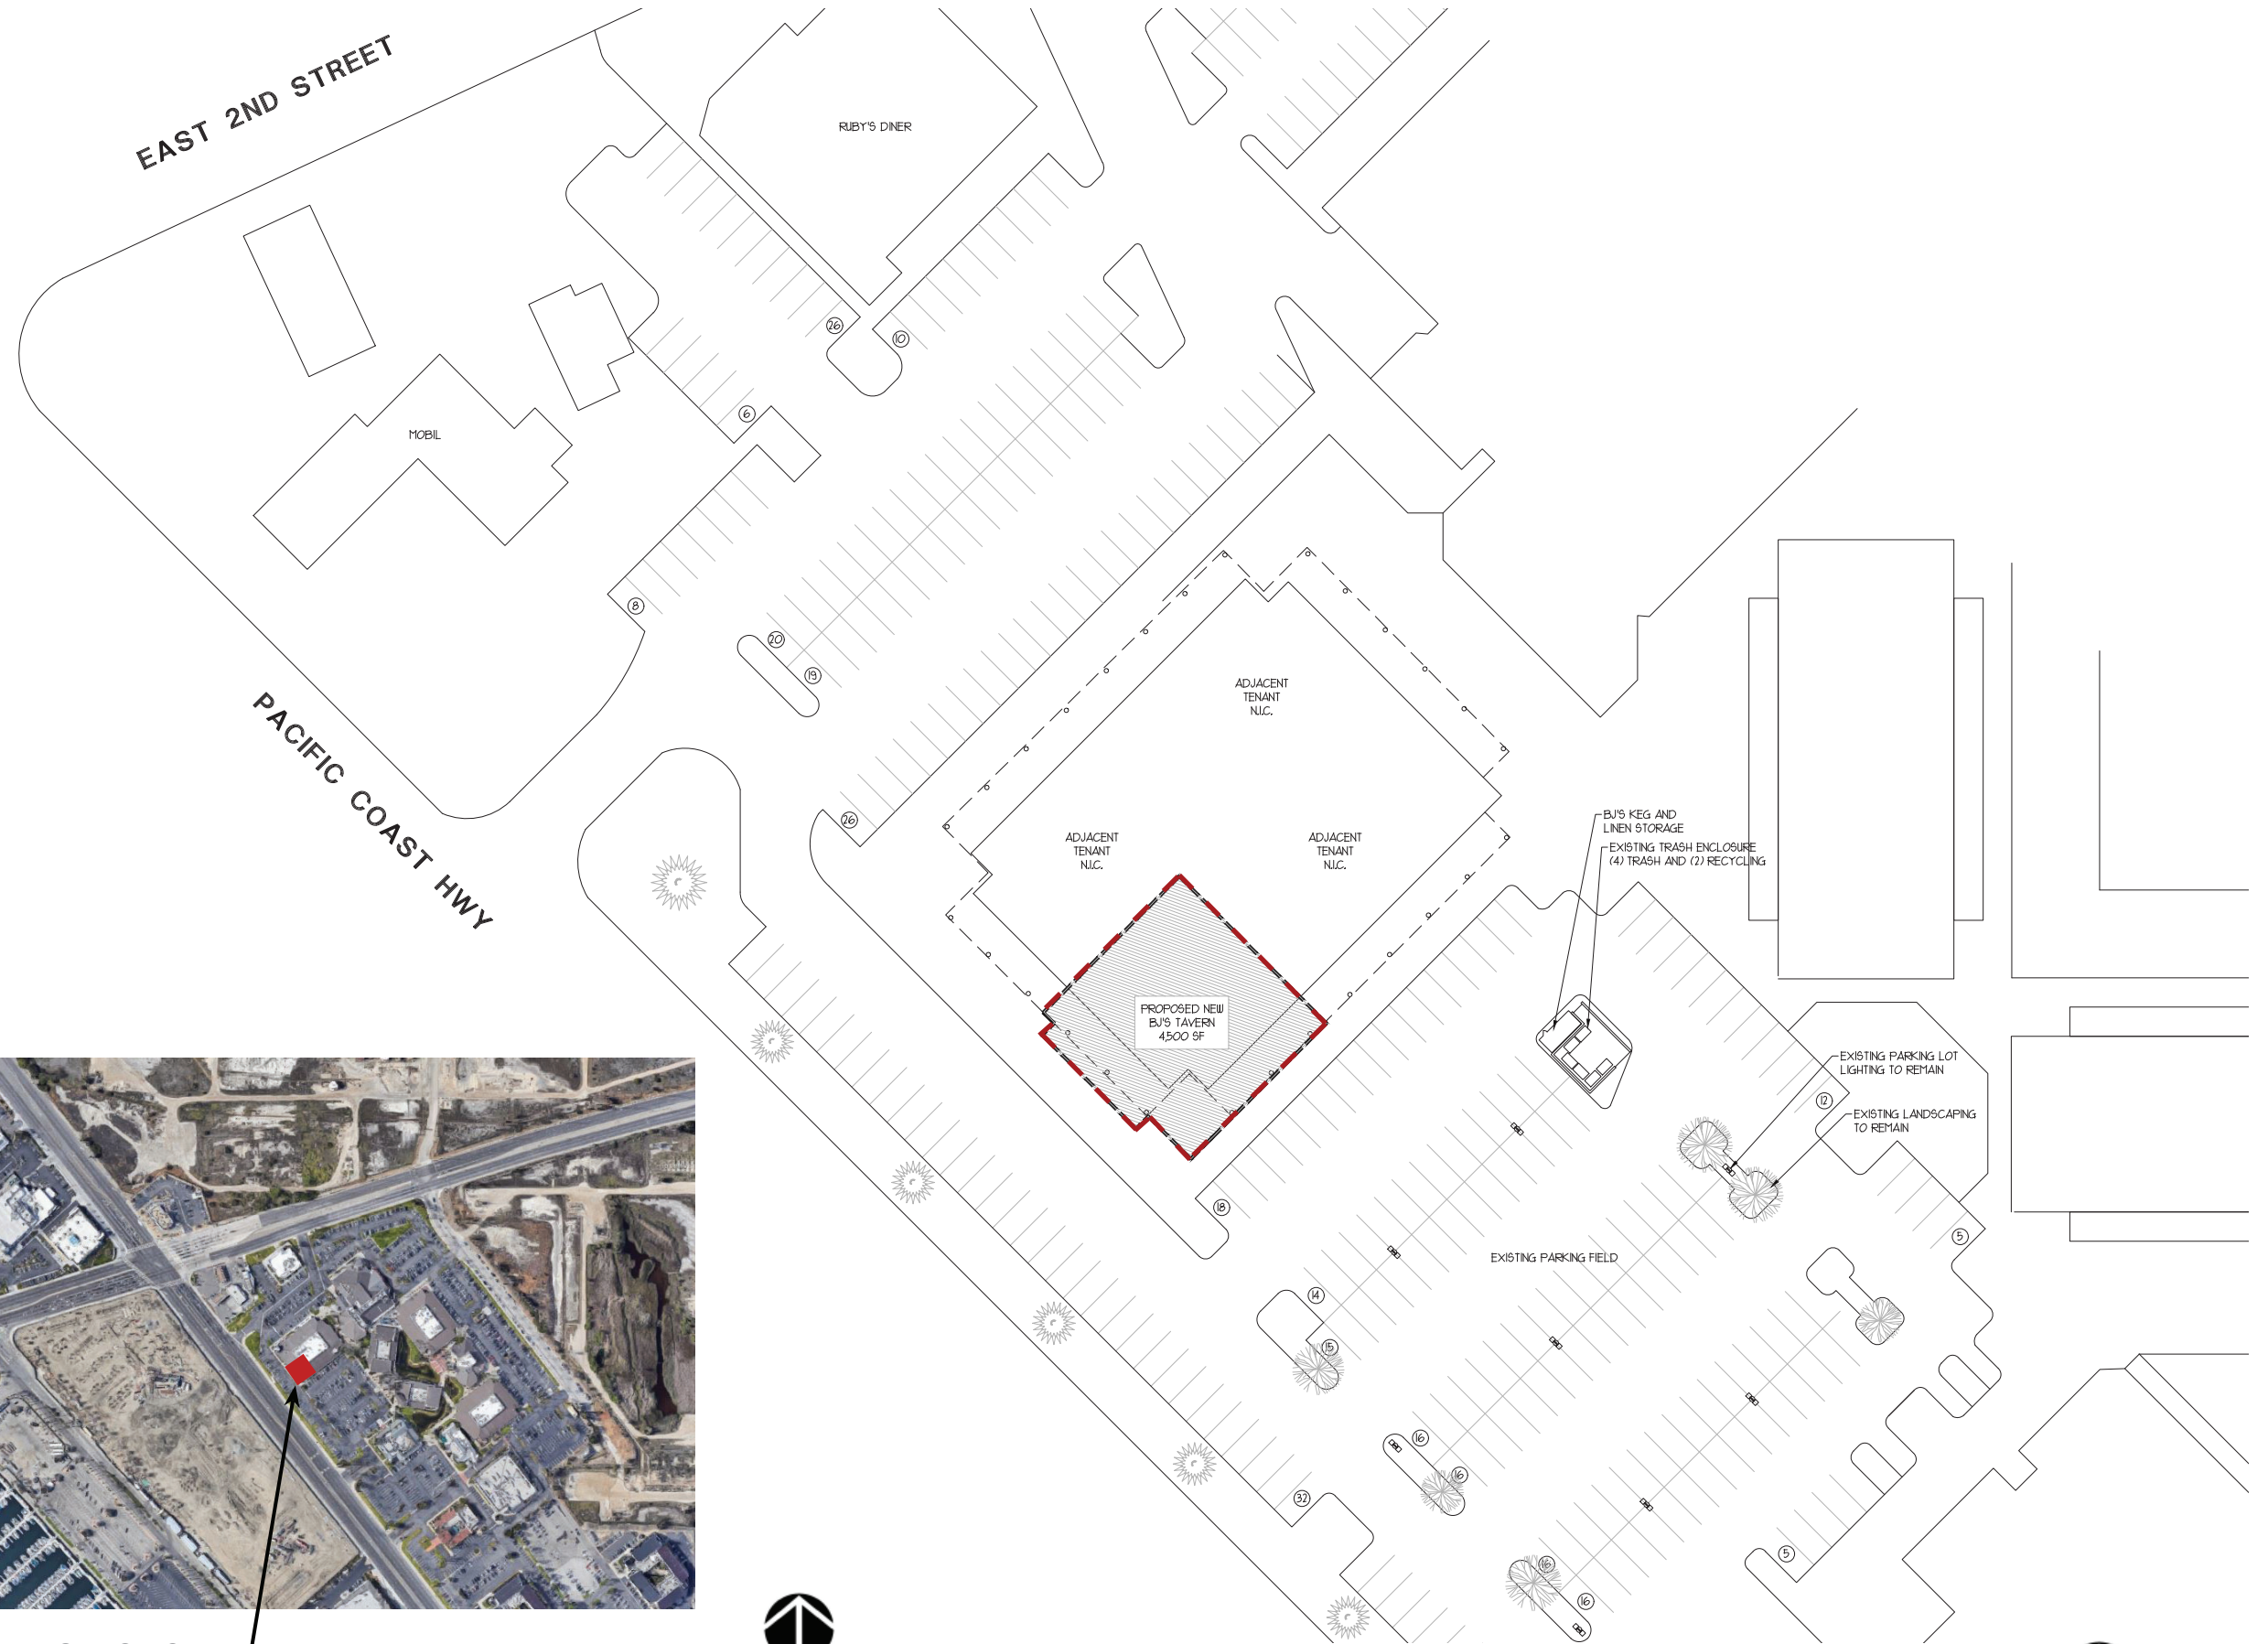 EAST 2ND STREET
RUBY'S DINER
26
10
6
MOBIL
8
20
19
PACIFIC COAST HWY
26
ADJACENT
TENANT
N.I.C.
ADJACENT
TENANT
N.I.C.
ADJACENT
TENANT
N.I.C.
BJ'S KEG AND
LINEN STORAGE
EXISTING TRASH ENCLOSURE
(4) TRASH AND (2) RECYCLING
PROPOSED NEW
BJ'S TAVERN
4,500 SF
EXISTING PARKING LOT
LIGHTING TO REMAIN
12
EXISTING LANDSCAPING
TO REMAIN
18
5
EXISTING PARKING FIELD
14
15
16
16
32
16
16
5